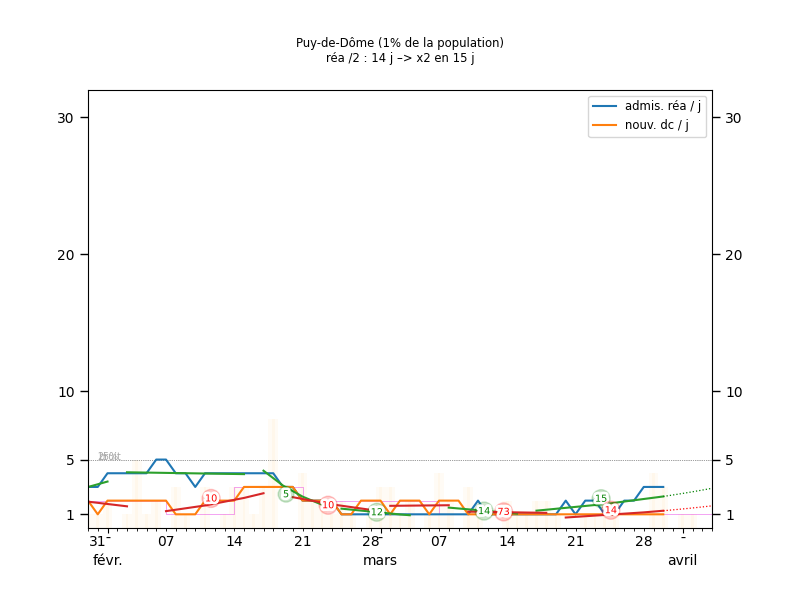 Puy-de-Dôme (1% de la population)
réa /2 : 14 j –> x2 en 15 j
admis. réa / j
nouv. dc / j
30 30
20 20
10 10
5 5
1 1
10 5 10 12 14 73 15 14
31 07 14 21 28 07 14 21 28
févr. mars avril